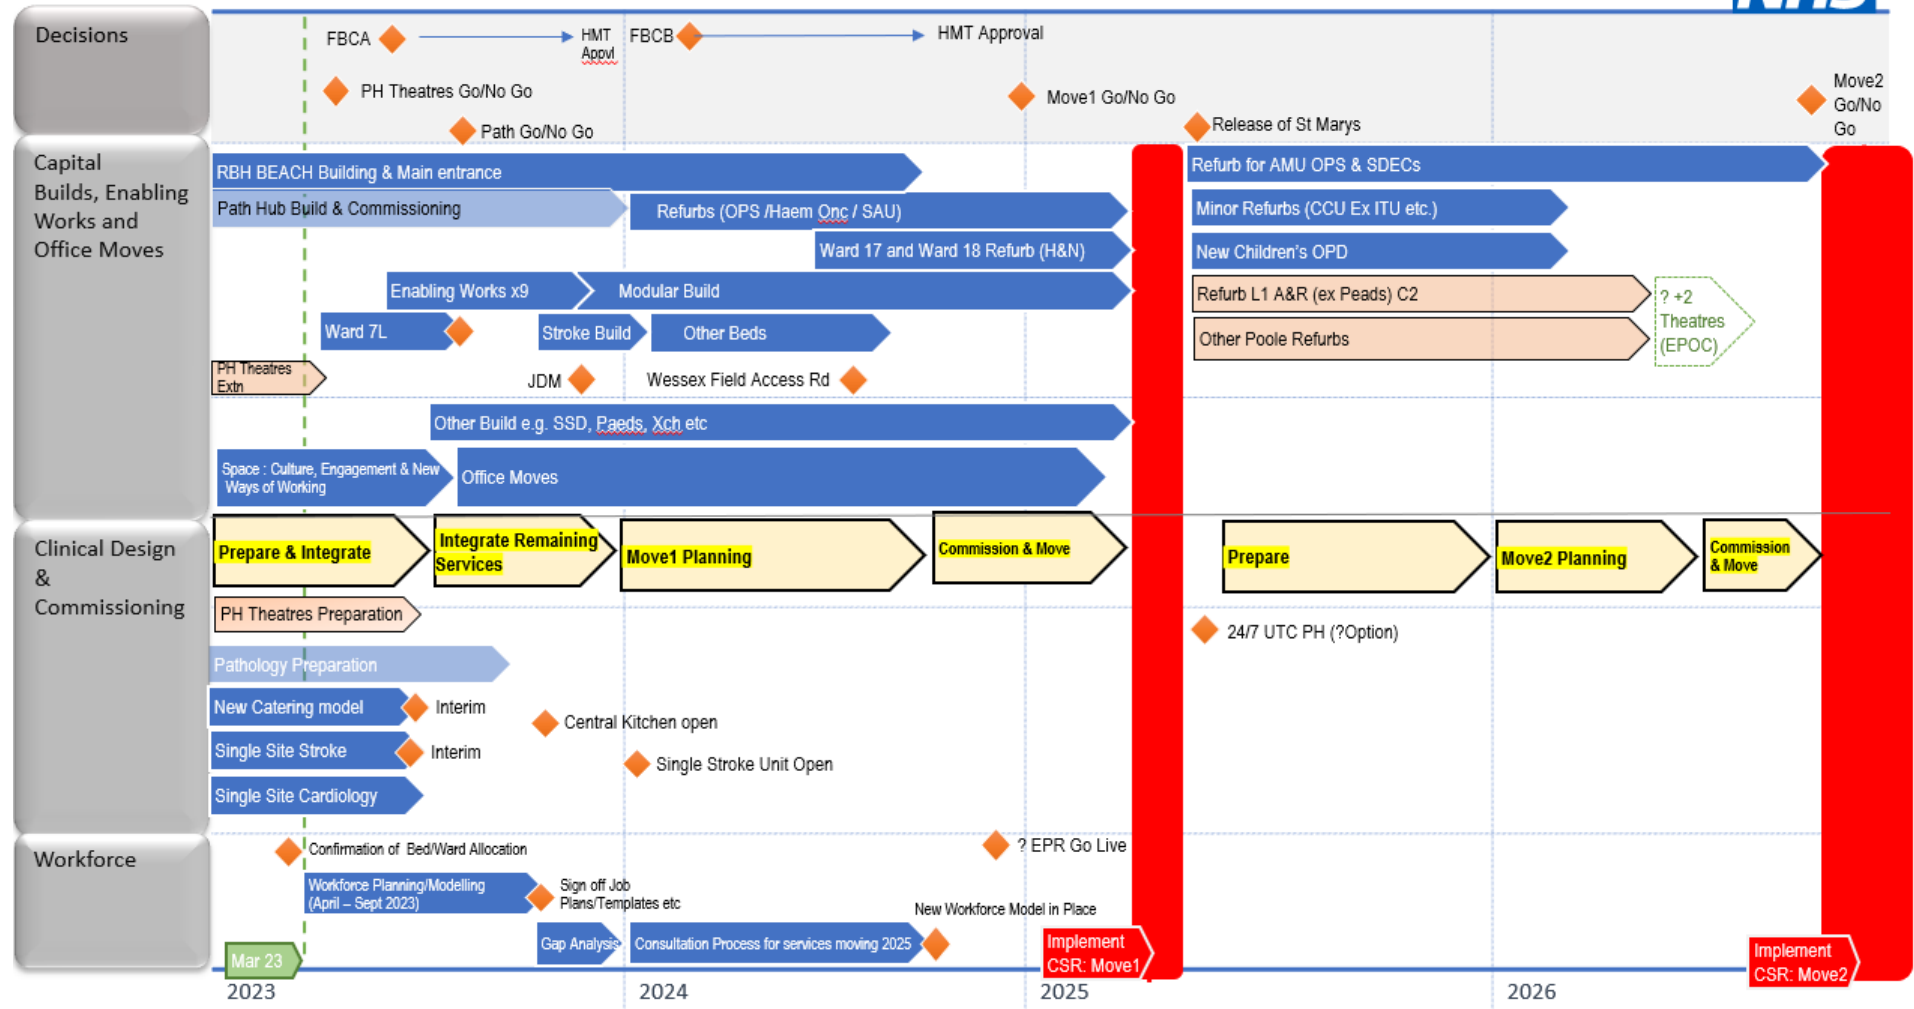 NHS
Decisions
FBCA
HMT
Appvl
FBCB
HMT Approval
PH Theatres Go/No Go
Move1 Go/No Go
Move2
Go/No
Go
Path Go/No Go
Release of St Marys
Capital
Builds, Enabling
Works and
Office Moves
RBH BEACH Building & Main entrance
Refurb for AMU OPS & SDECs
Path Hub Build & Commissioning
Refurbs (OPS /Haem Onc / SAU)
Minor Refurbs (CCU Ex ITU etc.)
Ward 17 and Ward 18 Refurb (H&N)
New Children's OPD
Enabling Works x9
Modular Build
Refurb L1 A&R (ex Peads) C2
? +2
Theatres
(EPOC)
Ward 7L
Stroke Build
Other Beds
Other Poole Refurbs
PH Theatres
Extn
JDM
Wessex Field Access Rd
Other Build e.g. SSD, Paeds, Xch etc
Space : Culture, Engagement & New
Ways of Working
Office Moves
Clinical Design
&
Commissioning
Prepare & Integrate
Integrate Remaining
Services
Move1 Planning
Commission & Move
Prepare
Move2 Planning
Commission
& Move
PH Theatres Preparation
24/7 UTC PH (?Option)
Pathology Preparation
New Catering model
Interim
Central Kitchen open
Single Site Stroke
Interim
Single Stroke Unit Open
Single Site Cardiology
Workforce
Confirmation of Bed/Ward Allocation
? EPR Go Live
Workforce Planning/Modelling
(April – Sept 2023)
Sign off Job
Plans/Templates etc
New Workforce Model in Place
Gap Analysis
Consultation Process for services moving 2025
Implement
CSR: Move1
Implement
CSR: Move2
Mar 23
2023
2024
2025
2026